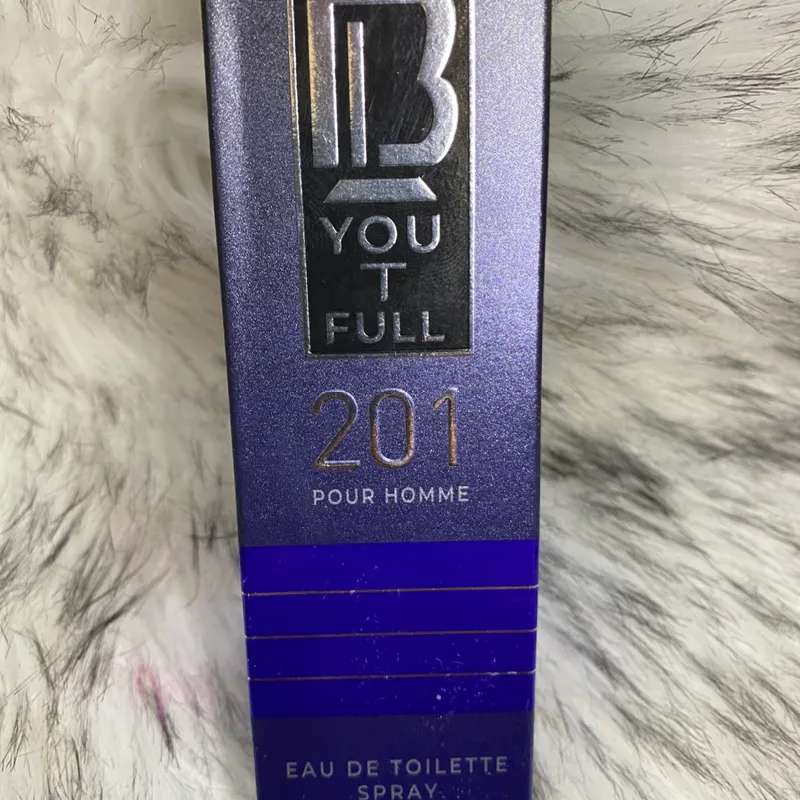 B
YOU
T
FULL
201
POUR HOMME
EAU DE TOILETTE
SPRAY